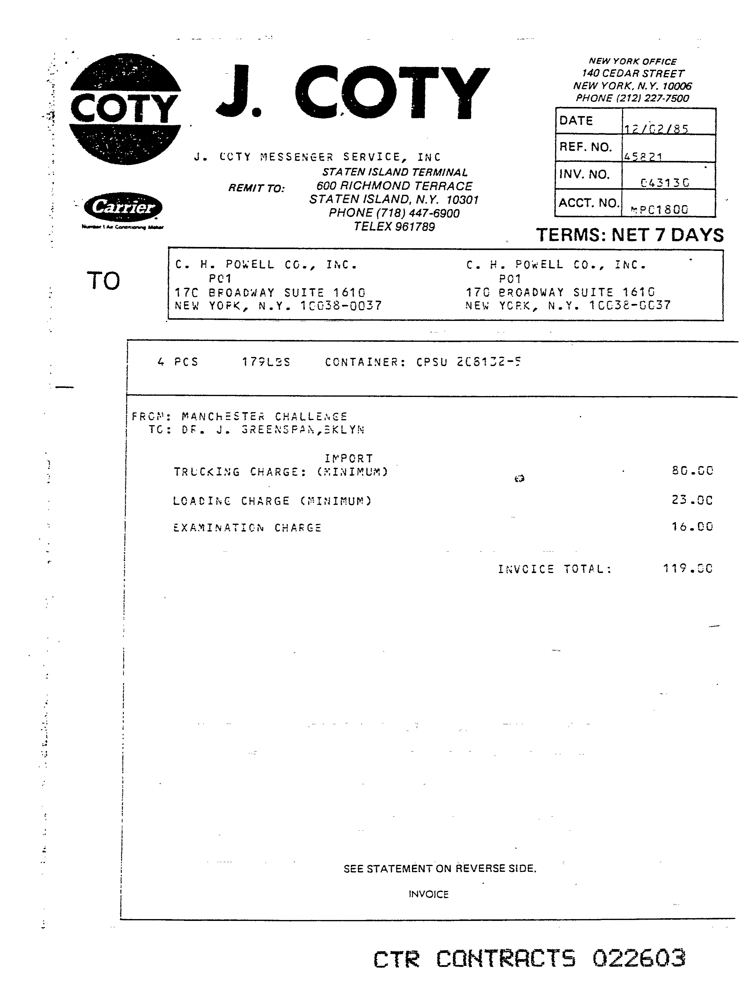 COTY
J. COTY
NEW YORK OFFICE
140 CEDAR STREET
NEW YORK, N.Y. 10006
PHONE (212) 227-7500
DATE 12/02/85
REF. NO. 45821
INV. NO. 043130
ACCT. NO. MPC1800
J. COTY MESSENGER SERVICE, INC
REMIT TO:
STATEN ISLAND TERMINAL
600 RICHMOND TERRACE
STATEN ISLAND, N.Y. 10301
PHONE (718) 447-6900
TELEX 961789
Carrier
Number 1 Air Conditioning Maker
TERMS: NET 7 DAYS
TO
C. H. POWELL CO., INC. C. H. POWELL CO., INC.
P01 P01
170 BROADWAY SUITE 1610 170 BROADWAY SUITE 1610
NEW YORK, N.Y. 10038-0037 NEW YORK, N.Y. 10038-0037
4 PCS 179LBS CONTAINER: CPSU 208132-5
FROM: MANCHESTER CHALLENGE
TO: DR. J. GREENSPAN, BKLYN
IMPORT
TRUCKING CHARGE: (MINIMUM) 80.00
LOADING CHARGE (MINIMUM) 23.00
EXAMINATION CHARGE 16.00
INVOICE TOTAL: 119.00
SEE STATEMENT ON REVERSE SIDE.
INVOICE
CTR CONTRACTS 022603